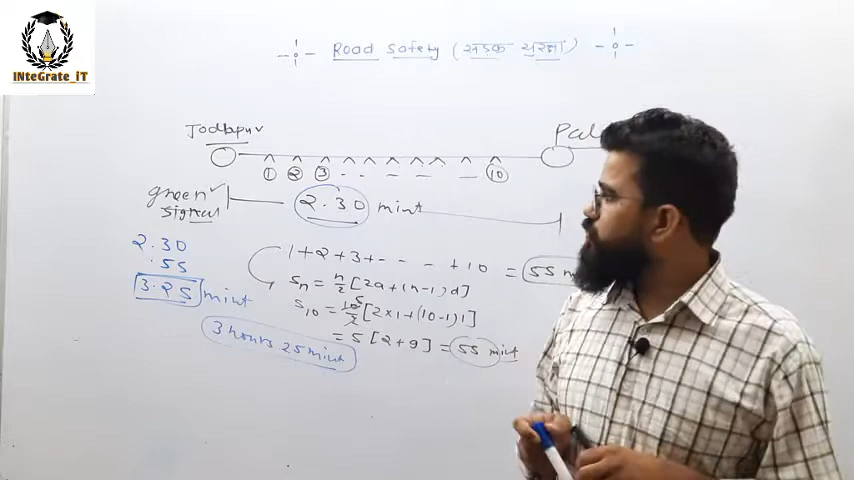 INteGrate_iT
Road Safety (सड़क सुरक्षा)
Jodhpur
Pal
1 2 3 .. - - - 10
green signal
2.30 mint
2.30
.55
3.25 mint
1+2+3+- - - +10 = 55 m
Sn = n/2 [2a+(n-1)d]
S10 = 10/2 [2×1+(10-1)1]
= 5 [2+9] = 55 mint
3 hours 25 mint